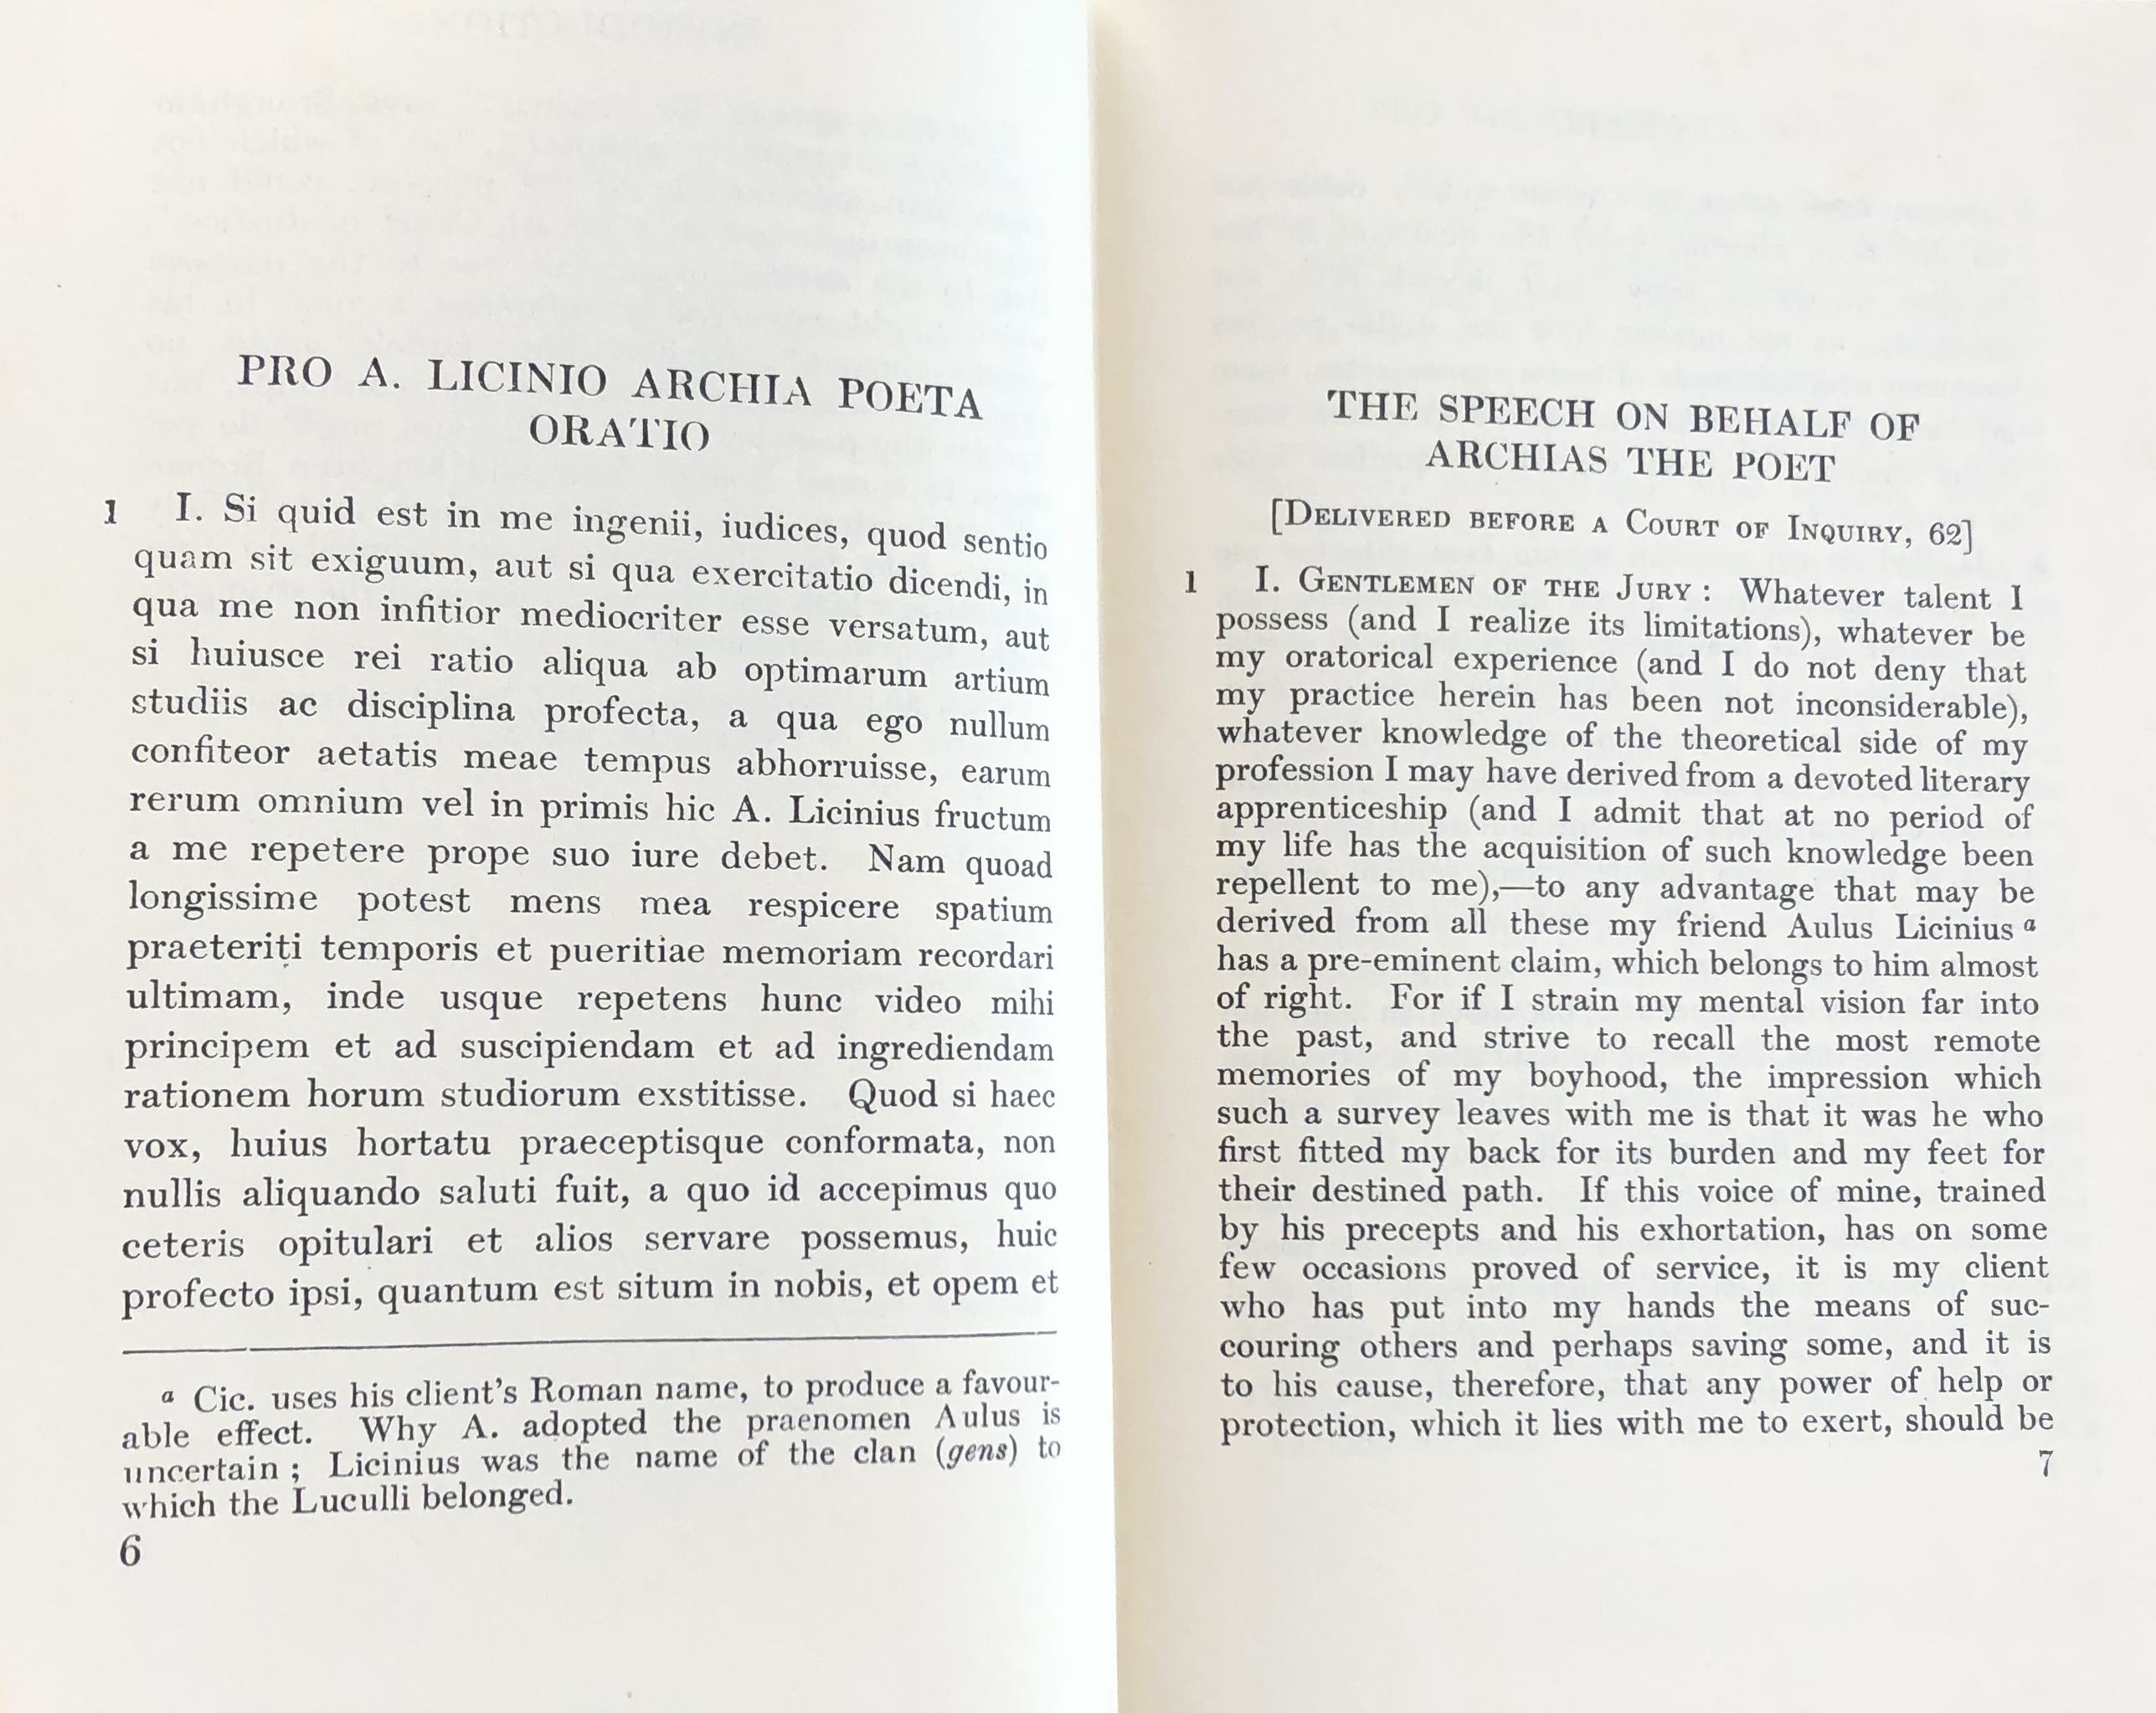 PRO A. LICINIO ARCHIA POETA
ORATIO
1 I. Si quid est in me ingenii, iudices, quod sentio
quam sit exiguum, aut si qua exercitatio dicendi, in
qua me non infitior mediocriter esse versatum, aut
si huiusce rei ratio aliqua ab optimarum artium
studiis ac disciplina profecta, a qua ego nullum
confiteor aetatis meae tempus abhorruisse, earum
rerum omnium vel in primis hic A. Licinius fructum
a me repetere prope suo iure debet. Nam quoad
longissime potest mens mea respicere spatium
praeteriti temporis et pueritiae memoriam recordari
ultimam, inde usque repetens hunc video mihi
principem et ad suscipiendam et ad ingrediendam
rationem horum studiorum exstitisse. Quod si haec
vox, huius hortatu praeceptisque conformata, non
nullis aliquando saluti fuit, a quo id accepimus quo
ceteris opitulari et alios servare possemus, huic
profecto ipsi, quantum est situm in nobis, et opem et
a Cic. uses his client's Roman name, to produce a favour-
able effect. Why A. adopted the praenomen Aulus is
uncertain ; Licinius was the name of the clan (gens) to
which the Luculli belonged.
6
THE SPEECH ON BEHALF OF
ARCHIAS THE POET
[DELIVERED BEFORE A COURT OF INQUIRY, 62]
1 I. GENTLEMEN OF THE JURY : Whatever talent I
possess (and I realize its limitations), whatever be
my oratorical experience (and I do not deny that
my practice herein has been not inconsiderable),
whatever knowledge of the theoretical side of my
profession I may have derived from a devoted literary
apprenticeship (and I admit that at no period of
my life has the acquisition of such knowledge been
repellent to me),—to any advantage that may be
derived from all these my friend Aulus Licinius a
has a pre-eminent claim, which belongs to him almost
of right. For if I strain my mental vision far into
the past, and strive to recall the most remote
memories of my boyhood, the impression which
such a survey leaves with me is that it was he who
first fitted my back for its burden and my feet for
their destined path. If this voice of mine, trained
by his precepts and his exhortation, has on some
few occasions proved of service, it is my client
who has put into my hands the means of suc-
couring others and perhaps saving some, and it is
to his cause, therefore, that any power of help or
protection, which it lies with me to exert, should be
7